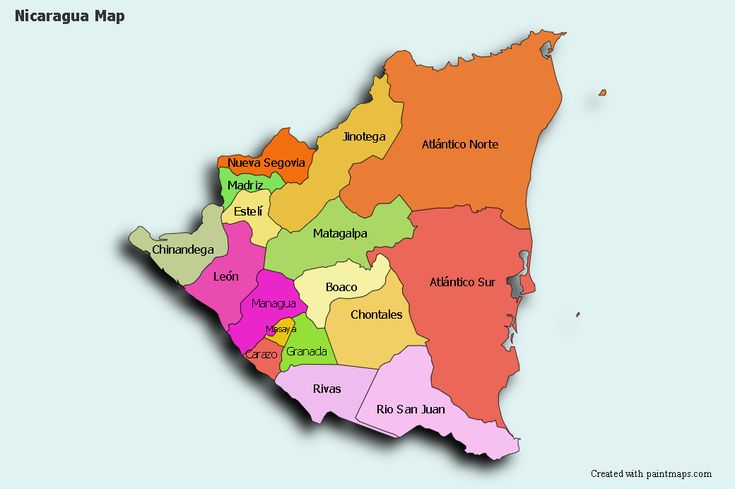 Nicaragua Map
Jinotega
Atlántico Norte
Nueva Segovia
Madriz
Estelí
Matagalpa
Chinandega
León
Boaco
Atlántico Sur
Managua
Chontales
Masaya
Carazo
Granada
Rivas
Rio San Juan
Created with paintmaps.com